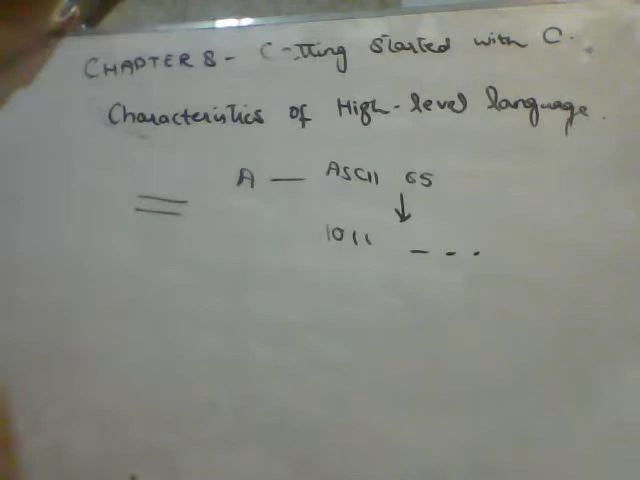 CHAPTER 8 - Getting Started with C.
Characteristics of High-level language.
A — ASCII 65
↓
1011 - - - -